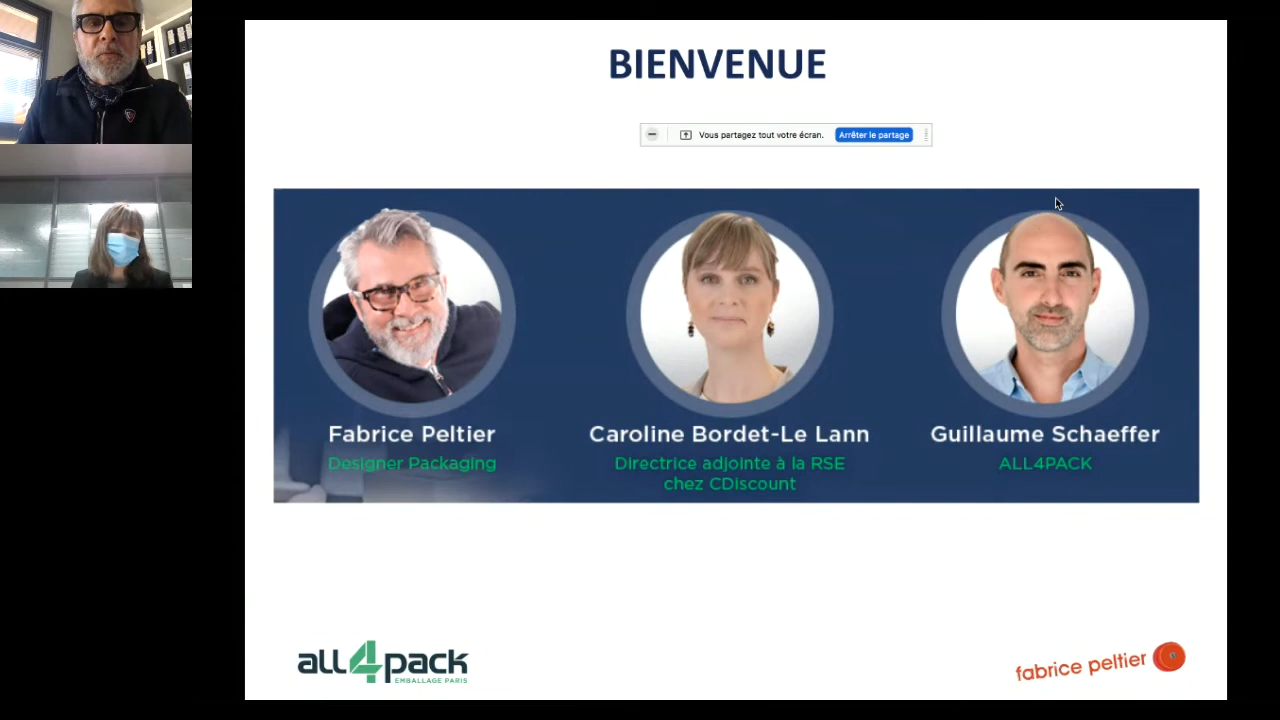 BIENVENUE
Vous partagez tout votre écran. Arrêter le partage
Fabrice Peltier
Designer Packaging
Caroline Bordet-Le Lann
Directrice adjointe à la RSE
chez CDiscount
Guillaume Schaeffer
ALL4PACK
all4pack
EMBALLAGE PARIS
fabrice peltier